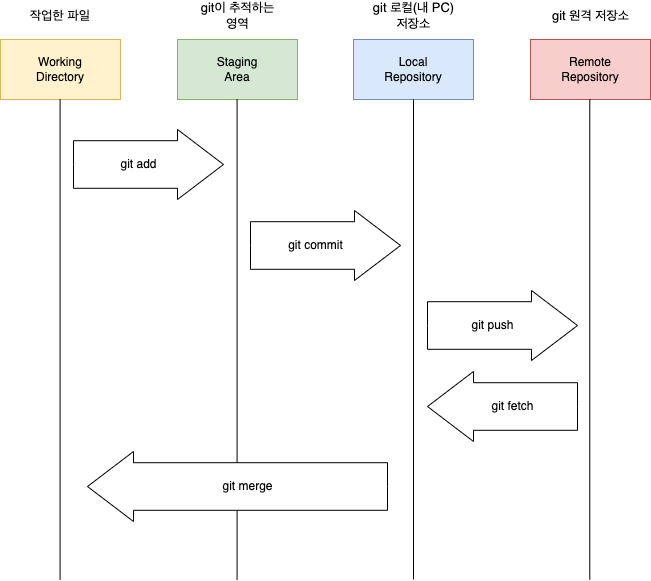 작업한 파일
git이 추적하는
영역
git 로컬(내 PC)
저장소
git 원격 저장소
Working
Directory
Staging
Area
Local
Repository
Remote
Repository
git add
git commit
git push
git fetch
git merge